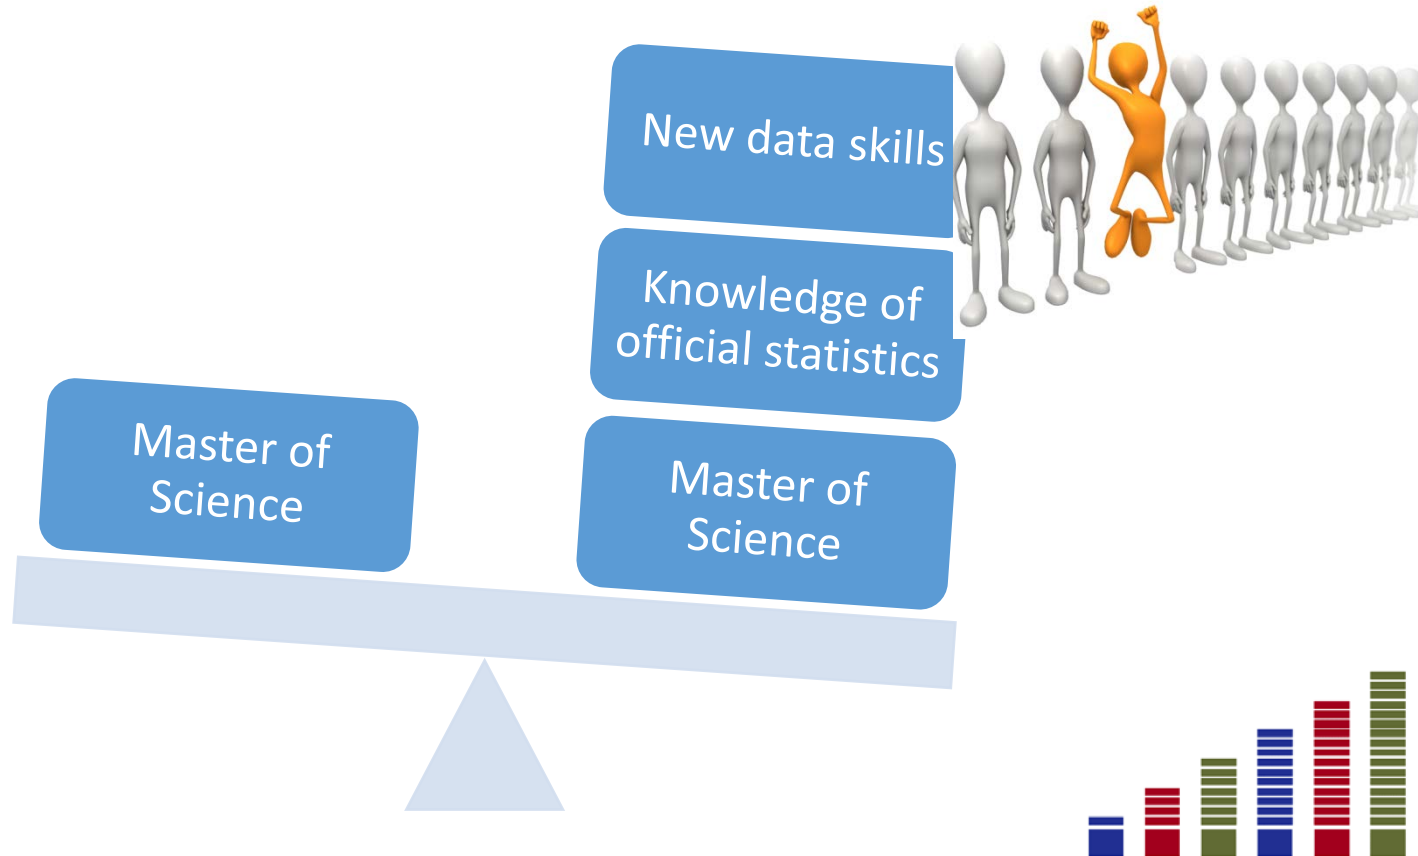 New data skills
Knowledge of
official statistics
Master of
Science
Master of
Science